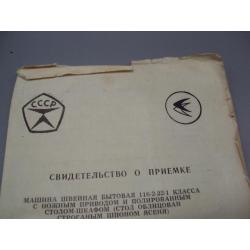 СССР
СВИДЕТЕЛЬСТВО О ПРИЕМКЕ
МАШИНА ШВЕЙНАЯ БЫТОВАЯ 116-2-22-1 КЛАССА
С НОЖНЫМ ПРИВОДОМ И ПОЛИРОВАННЫМ
СТОЛОМ-ШКАФОМ (СТОЛ ОБЛИЦОВАН
СТРОГАНЫМ ШПОНОМ ЯСЕНЯ)